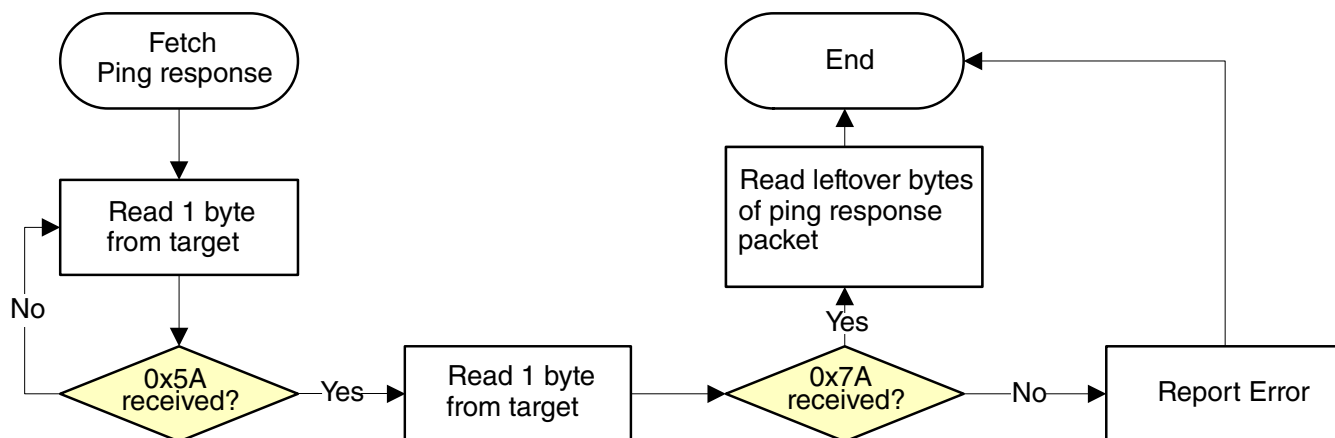 Fetch
Ping response
Read 1 byte
from target
No
0x5A
received?
Yes
Read 1 byte
from target
0x7A
received?
Yes
Read leftover bytes
of ping response
packet
End
No
Report Error